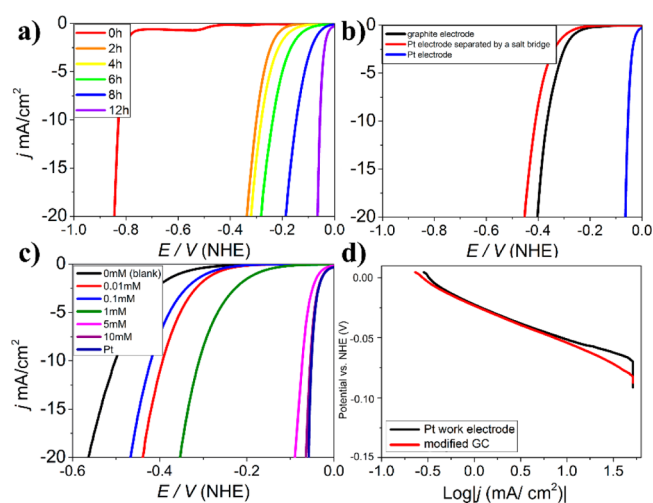 a)
0h
2h
4h
6h
8h
12h
0
-5
-10
-15
-20
j mA/cm²
-1.0
-0.8
-0.6
-0.4
-0.2
0.0
E / V (NHE)
b)
graphite electrode
Pt electrode separated by a salt bridge
Pt electrode
0
-5
-10
-15
-20
j mA/cm²
-1.0
-0.8
-0.6
-0.4
-0.2
0.0
E / V (NHE)
c)
0mM (blank)
0.01mM
0.1mM
1mM
5mM
10mM
Pt
0
-5
-10
-15
-20
j mA/cm²
-0.6
-0.4
-0.2
0.0
E / V (NHE)
d)
0.00
-0.05
-0.10
-0.15
Potential vs. NHE (V)
Pt work electrode
modified GC
-1.0
-0.5
0.0
0.5
1.0
1.5
Log|j (mA/ cm²)|